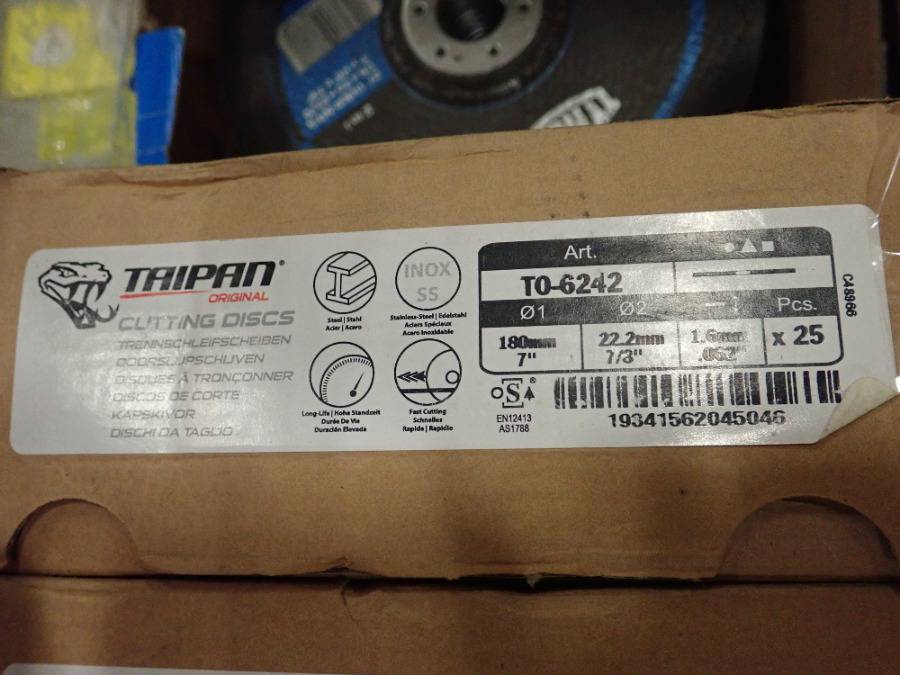 TAIPAN®
ORIGINAL
CUTTING DISCS
TRENNSCHLEIFSCHEIBEN
DOORSLIJPSCHIJVEN
DISQUES À TRONÇONNER
DISCOS DE CORTE
KAPSKIVOR
DISCHI DA TAGLIO
Steel | Stahl
Acier | Acero
INOX
SS
Stainless-Steel | Edelstahl
Aciers Spéciaux
Acero Inoxidable
Long-Life | Hohe Standzeit
Durée De Vie
Duración Elevada
Fast Cutting
Schnelles
Rapide | Rapidio
Art.
TO-6242
Ø1
Ø2
Pcs.
180mm
7"
22.2mm
7/8"
1.6mm
.062"
x 25
oSa®
EN12413
AS1788
19341562045046
C48966